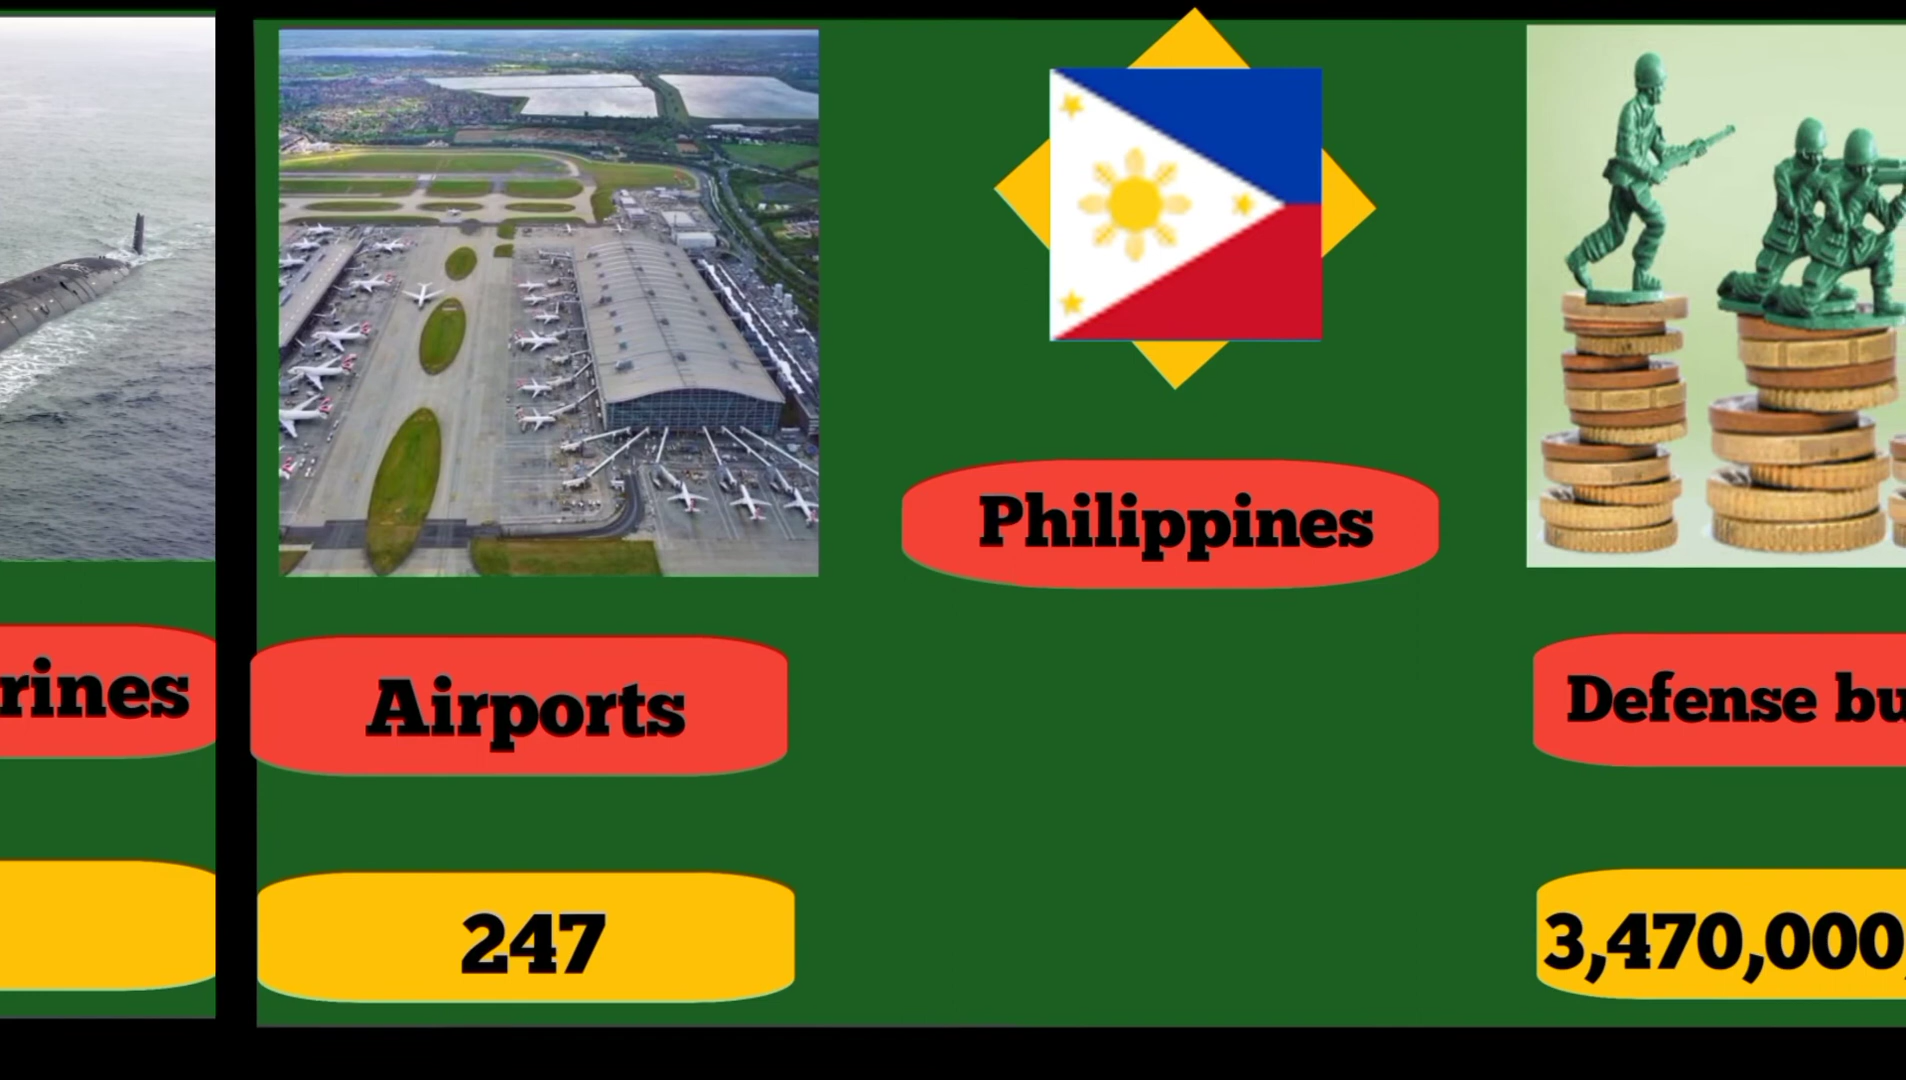 rines
Airports
247
Philippines
Defense bu
3,470,000,